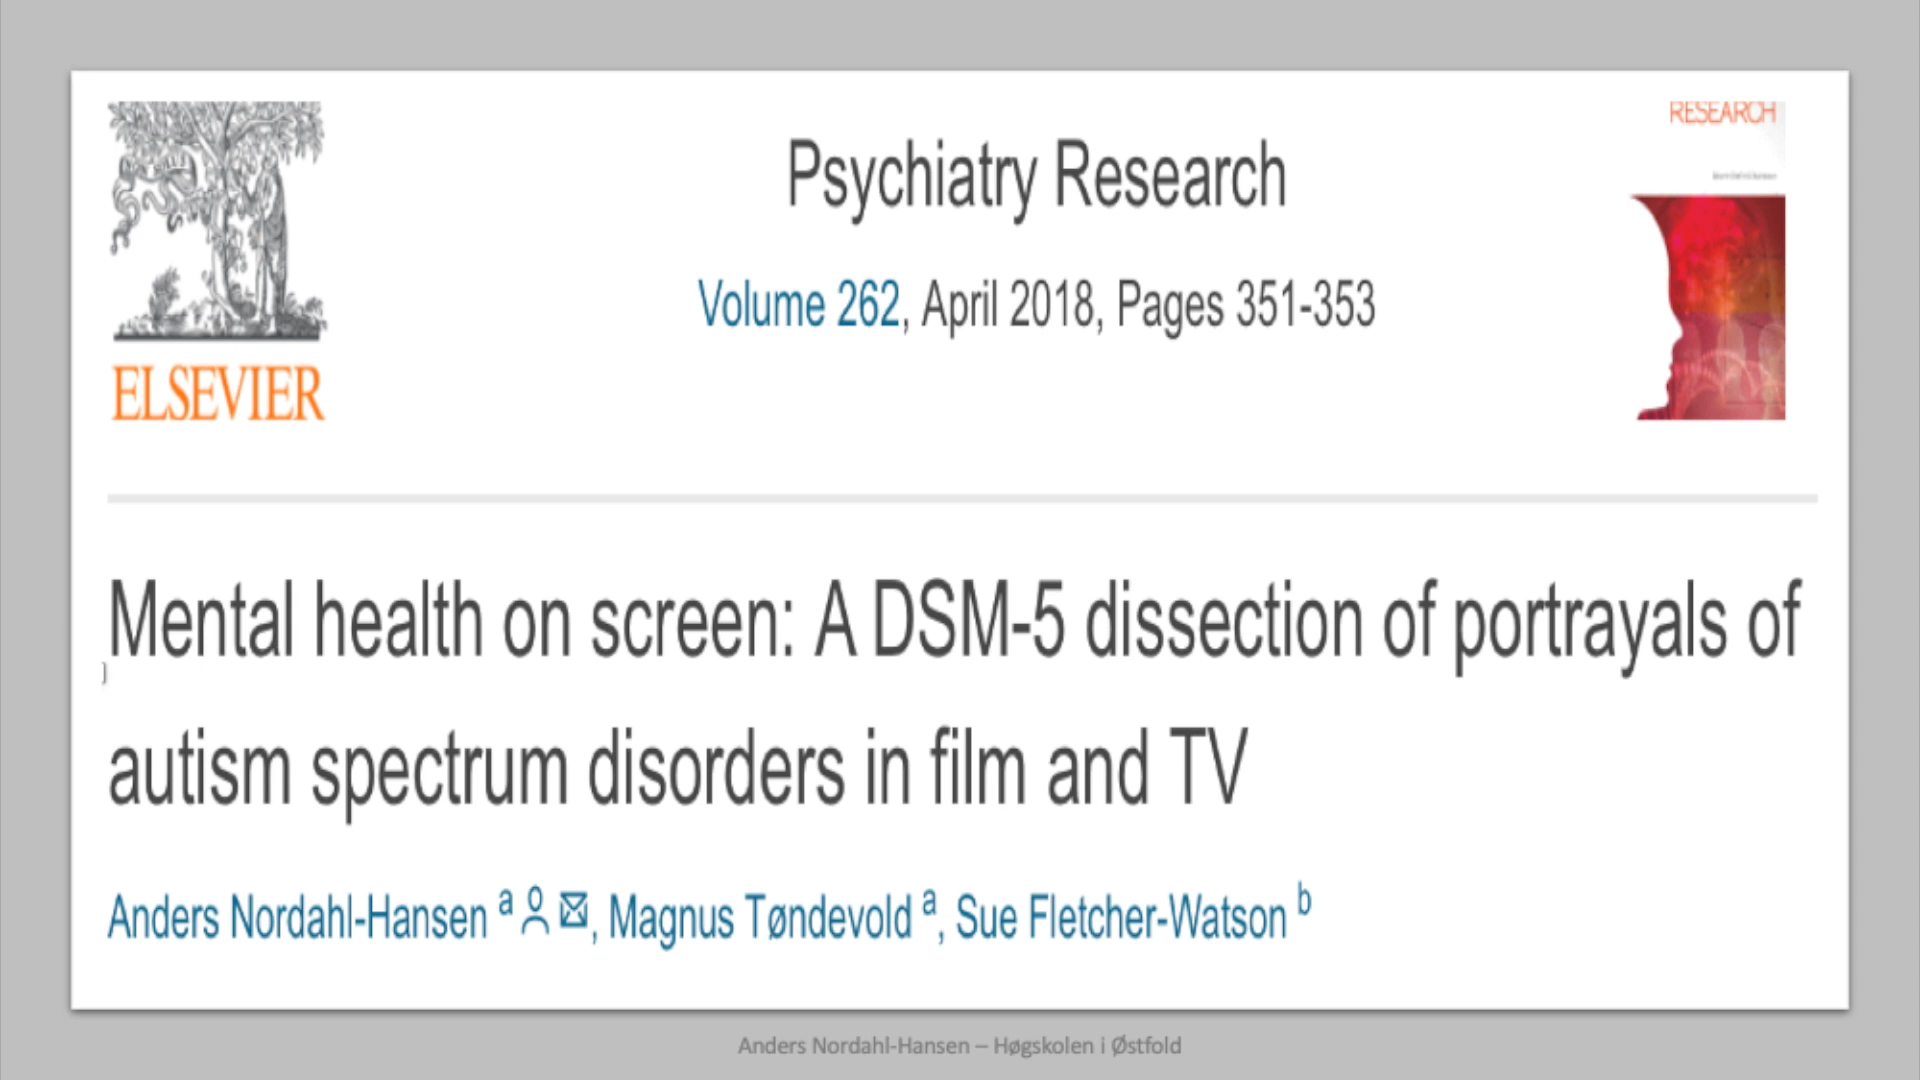 ELSEVIER
Psychiatry Research
Volume 262, April 2018, Pages 351-353
RESEARCH
Mental health on screen: A DSM-5 dissection of portrayals of
autism spectrum disorders in film and TV
Anders Nordahl-Hansen a, Magnus Tøndevold a, Sue Fletcher-Watson b
Anders Nordahl-Hansen – Høgskolen i Østfold